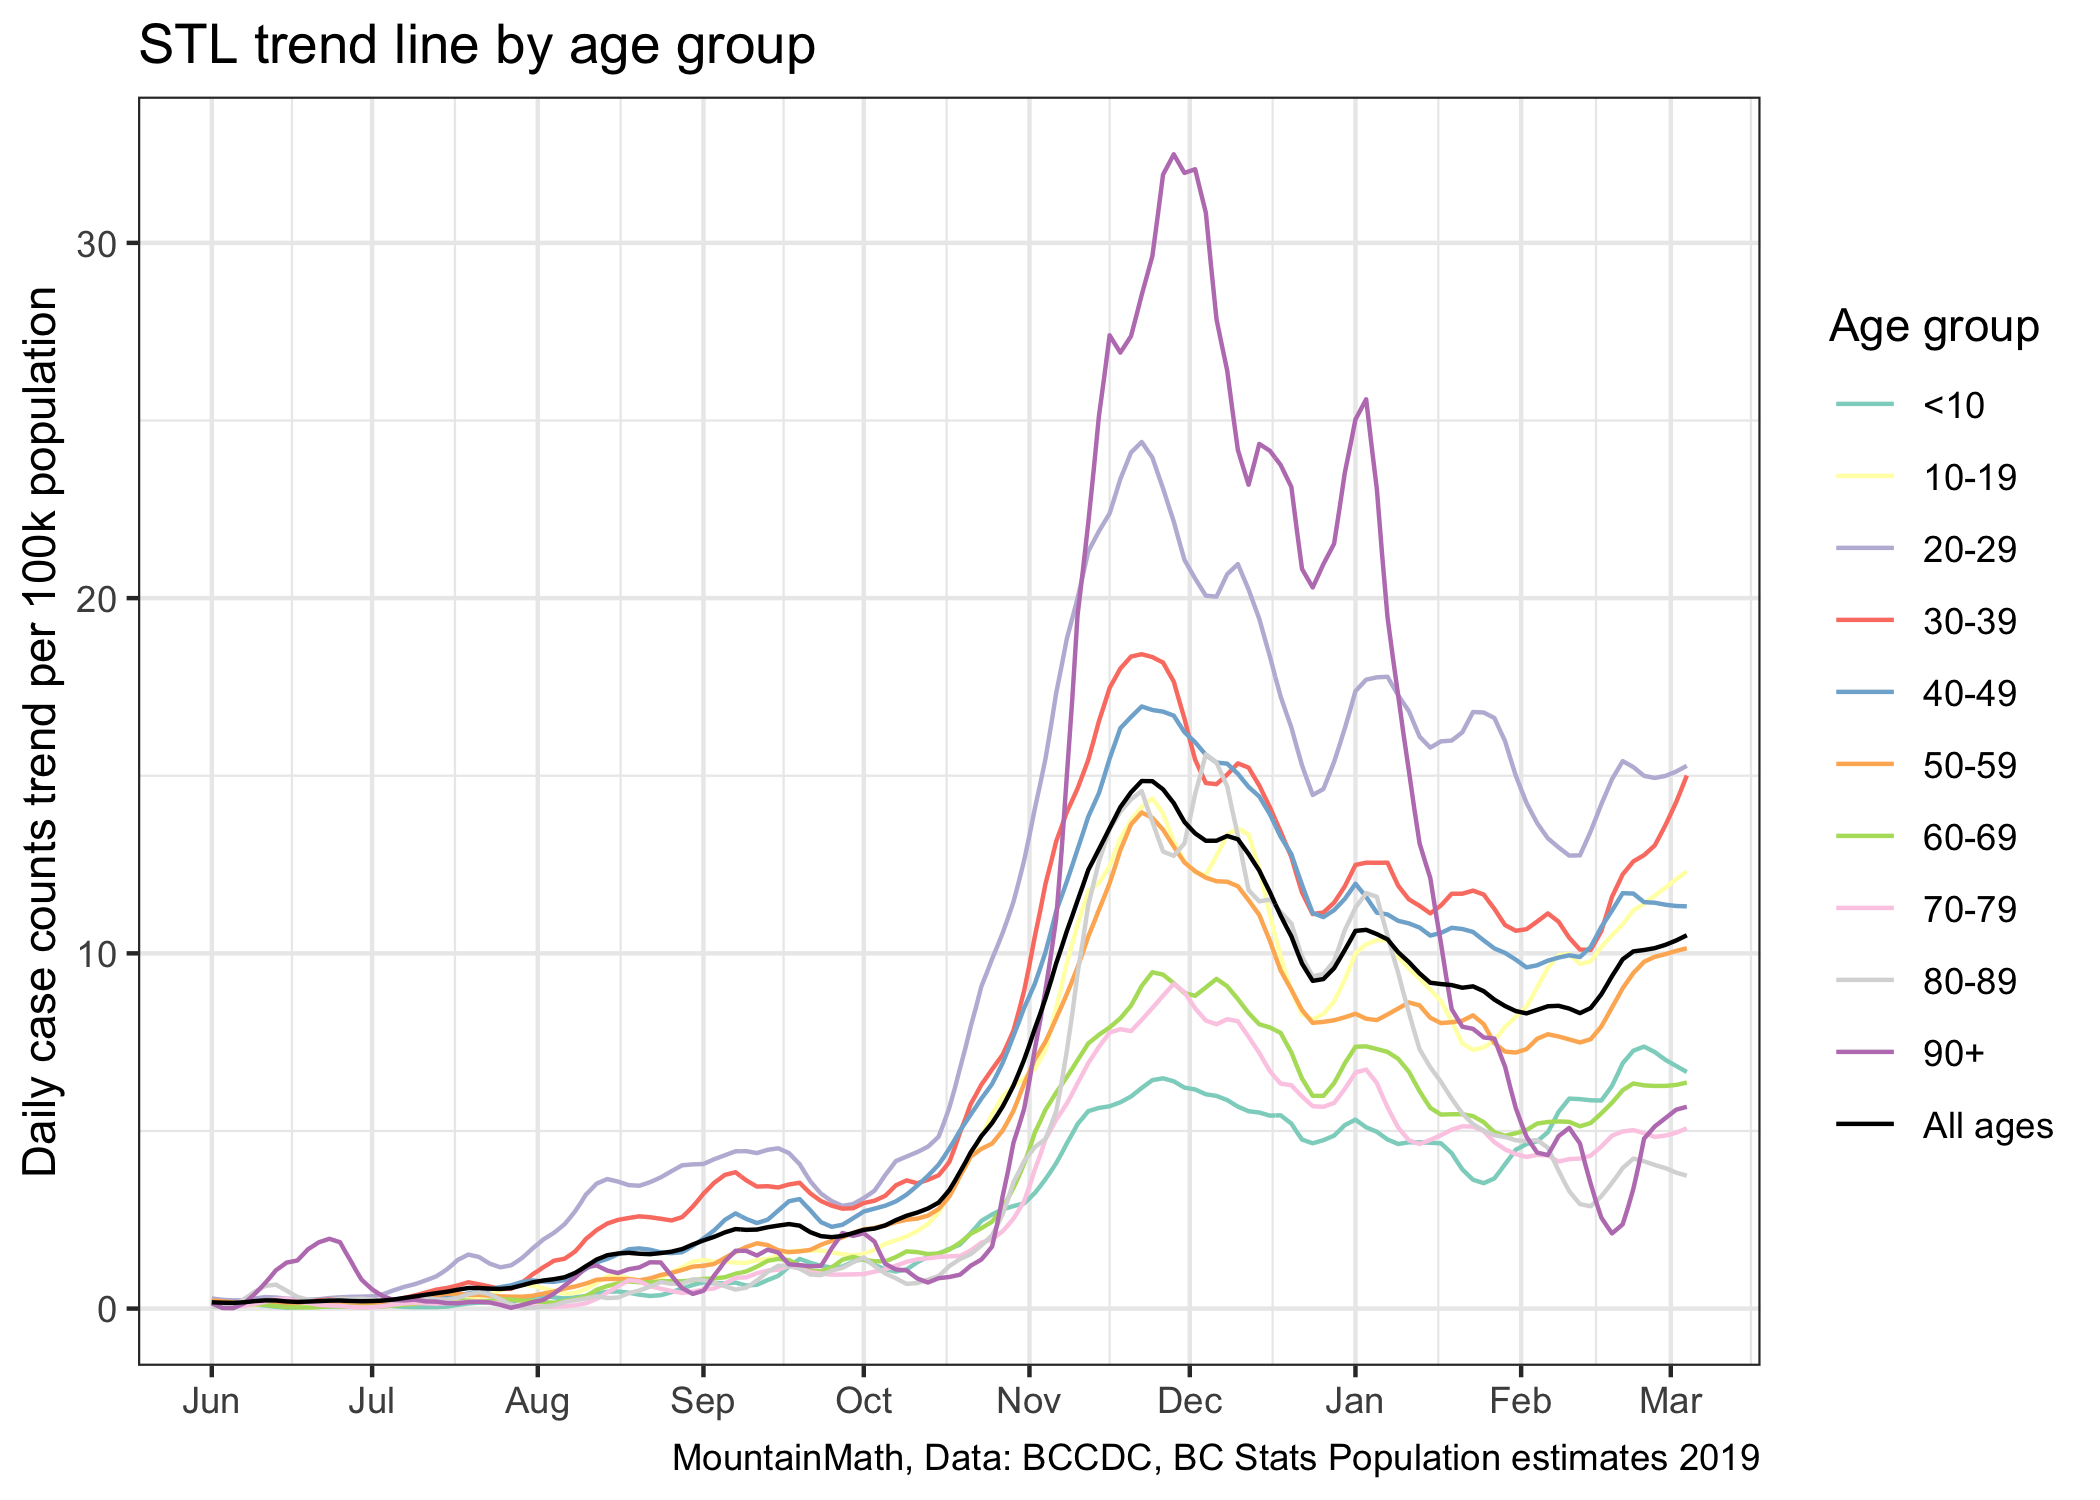 STL trend line by age group
Daily case counts trend per 100k population
30
20
10
0
Jun Jul Aug Sep Oct Nov Dec Jan Feb Mar
Age group
<10
10-19
20-29
30-39
40-49
50-59
60-69
70-79
80-89
90+
All ages
MountainMath, Data: BCCDC, BC Stats Population estimates 2019